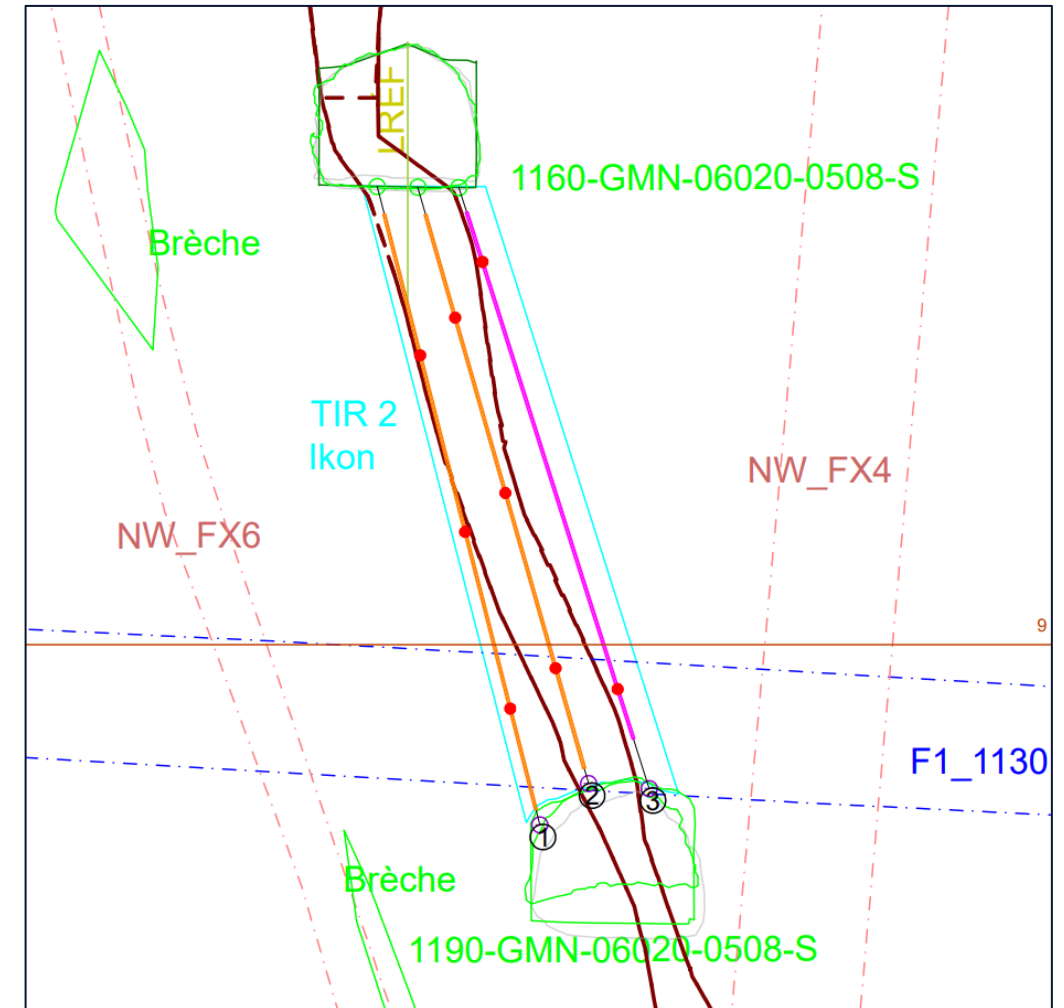 LREF
1160-GMN-06020-0508-S
Brèche
TIR 2
Ikon
NW_FX4
NW_FX6
9
F1_1130
2
3
1
Brèche
1190-GMN-06020-0508-S